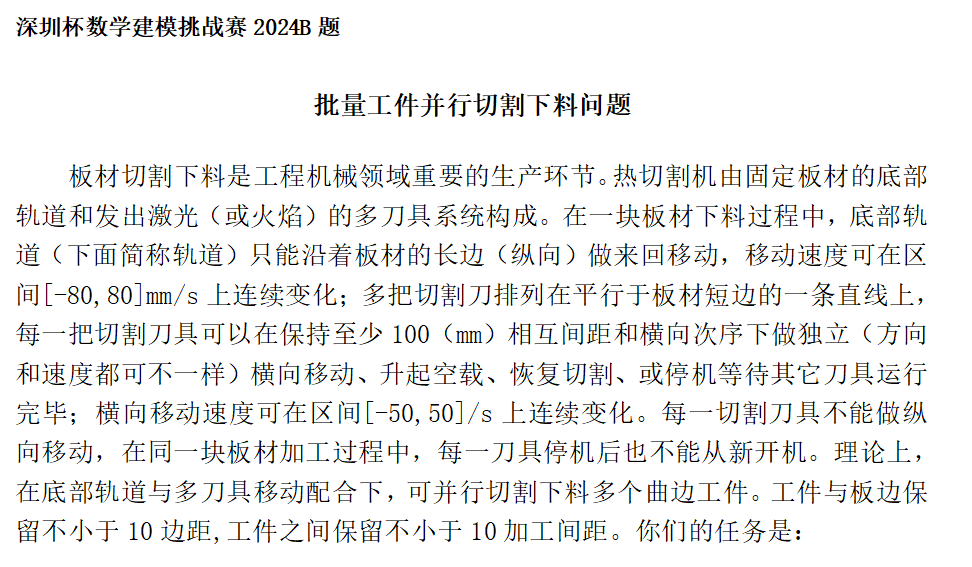 深圳杯数学建模挑战赛 2024B 题
批量工件并行切割下料问题
板材切割下料是工程机械领域重要的生产环节。热切割机由固定板材的底部
轨道和发出激光（或火焰）的多刀具系统构成。在一块板材下料过程中，底部轨
道（下面简称轨道）只能沿着板材的长边（纵向）做来回移动，移动速度可在区
间[-80,80]mm/s 上连续变化；多把切割刀排列在平行于板材短边的一条直线上，
每一把切割刀具可以在保持至少 100（mm）相互间距和横向次序下做独立（方向
和速度都可不一样）横向移动、升起空载、恢复切割、或停机等待其它刀具运行
完毕；横向移动速度可在区间[-50,50]/s 上连续变化。每一切割刀具不能做纵
向移动，在同一块板材加工过程中，每一刀具停机后也不能从新开机。理论上，
在底部轨道与多刀具移动配合下，可并行切割下料多个曲边工件。工件与板边保
留不小于 10 边距,工件之间保留不小于 10 加工间距。你们的任务是：